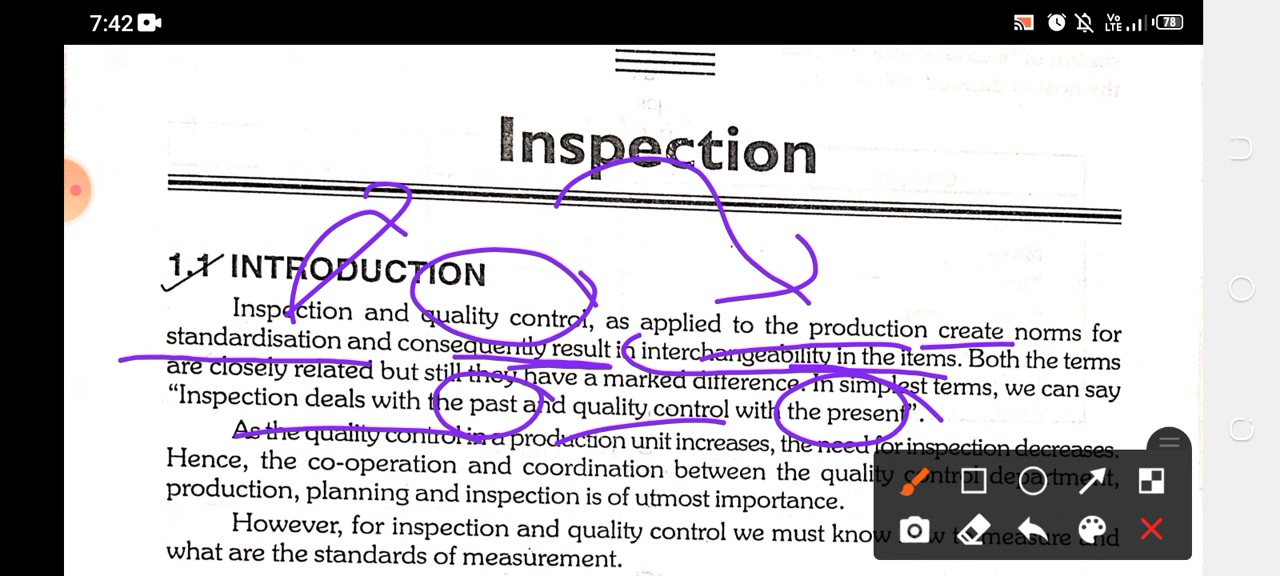 7:42
Vo LTE 78
Inspection
1.1 INTRODUCTION
Inspection and quality control, as applied to the production create norms for
standardisation and consequently result in interchangeability in the items. Both the terms
are closely related but still they have a marked difference. In simplest terms, we can say
“Inspection deals with the past and quality control with the present”.
As the quality control in a production unit increases, the need for inspection decreases.
Hence, the co-operation and coordination between the quality control department,
production, planning and inspection is of utmost importance.
However, for inspection and quality control we must know measure and
what are the standards of measurement.